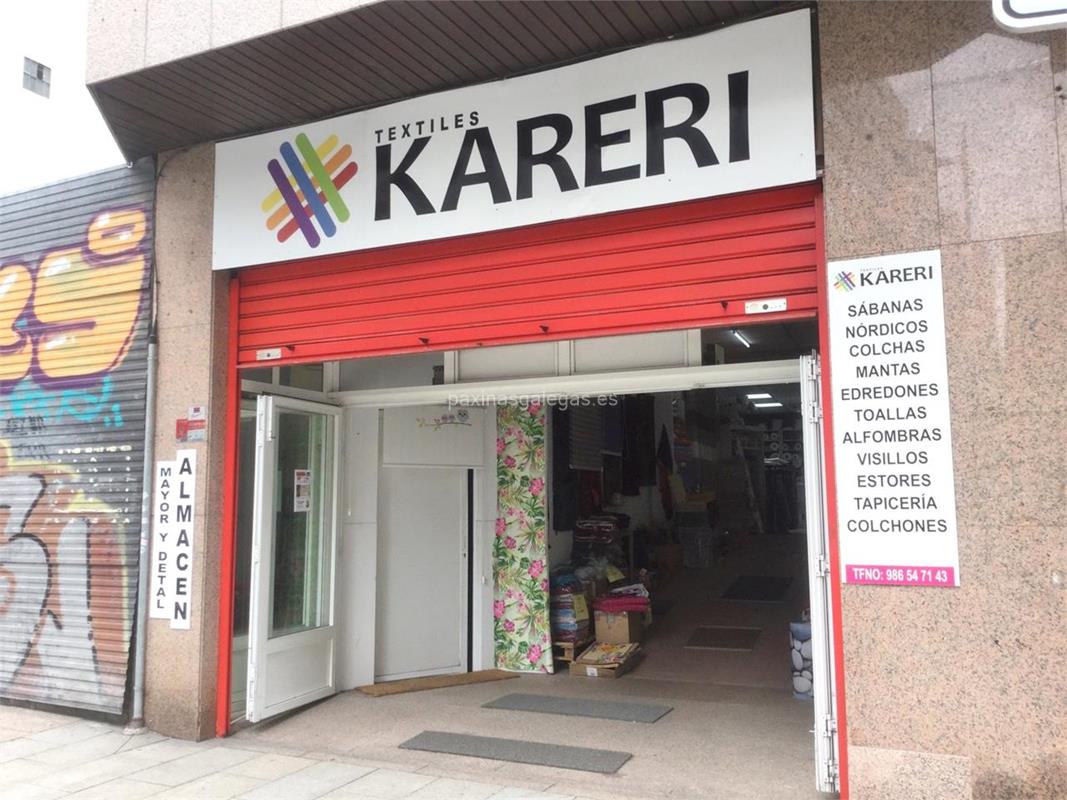 TEXTILES
KARERI
TEXTILES
KARERI
SÁBANAS
NÓRDICOS
COLCHAS
MANTAS
EDREDONES
TOALLAS
ALFOMBRAS
VISILLOS
ESTORES
TAPICERÍA
COLCHONES
TFNO: 986 54 71 43
ALMACEN
MAYOR Y DETAL
paxinasgalegas.es